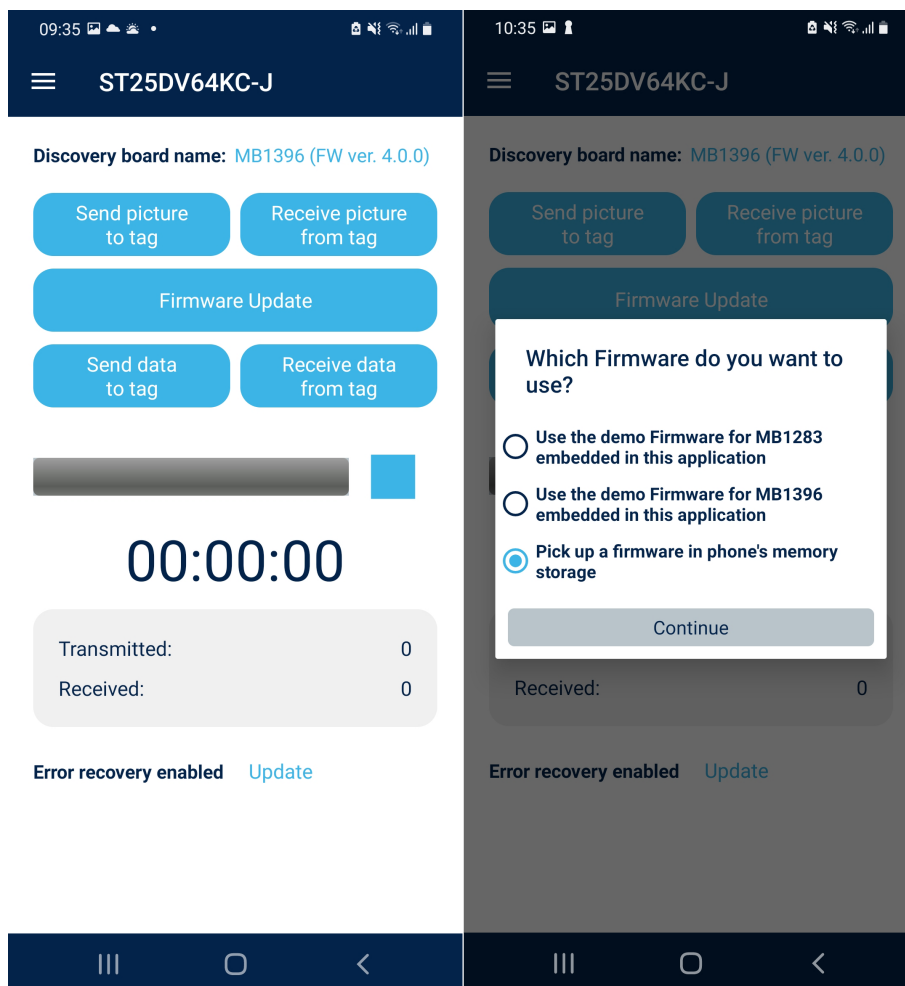 09:35
ST25DV64KC-J
Discovery board name: MB1396 (FW ver. 4.0.0)
Send picture
to tag
Receive picture
from tag
Firmware Update
Send data
to tag
Receive data
from tag
00:00:00
Transmitted: 0
Received: 0
Error recovery enabled Update
10:35
ST25DV64KC-J
Discovery board name: MB1396 (FW ver. 4.0.0)
Send picture
to tag
Receive picture
from tag
Firmware Update
Which Firmware do you want to
use?
Use the demo Firmware for MB1283
embedded in this application
Use the demo Firmware for MB1396
embedded in this application
Pick up a firmware in phone's memory
storage
Continue
Received: 0
Error recovery enabled Update